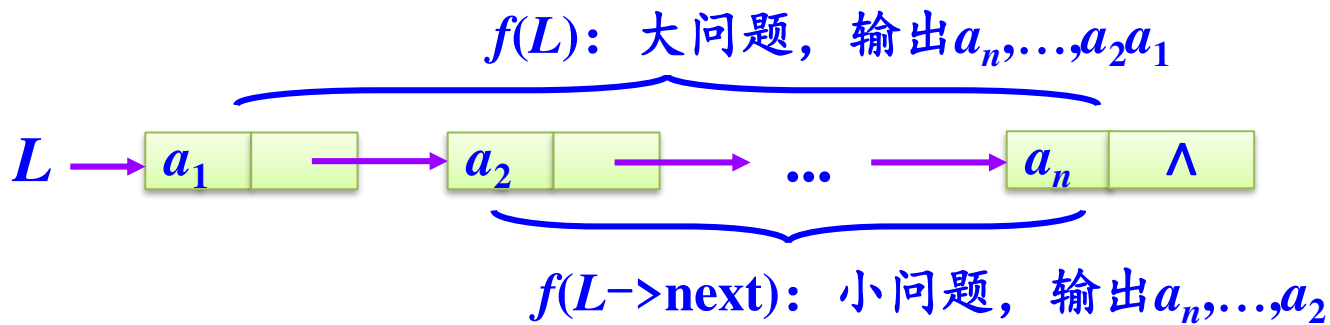 f(L)：大问题，输出aₙ,…,a₂a₁
L a₁ a₂ ... aₙ ∧
f(L->next)：小问题，输出aₙ,…,a₂